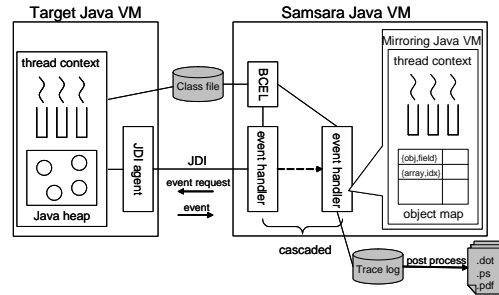 Target Java VM
Samsara Java VM
thread context
Java heap
JDI agent
Class file
BCEL
JDI
event request
event
event handler
event handler
cascaded
Mirroring Java VM
thread context
{obj,field}
{array,idx}
object map
Trace log
post process
.dot
.ps
.pdf